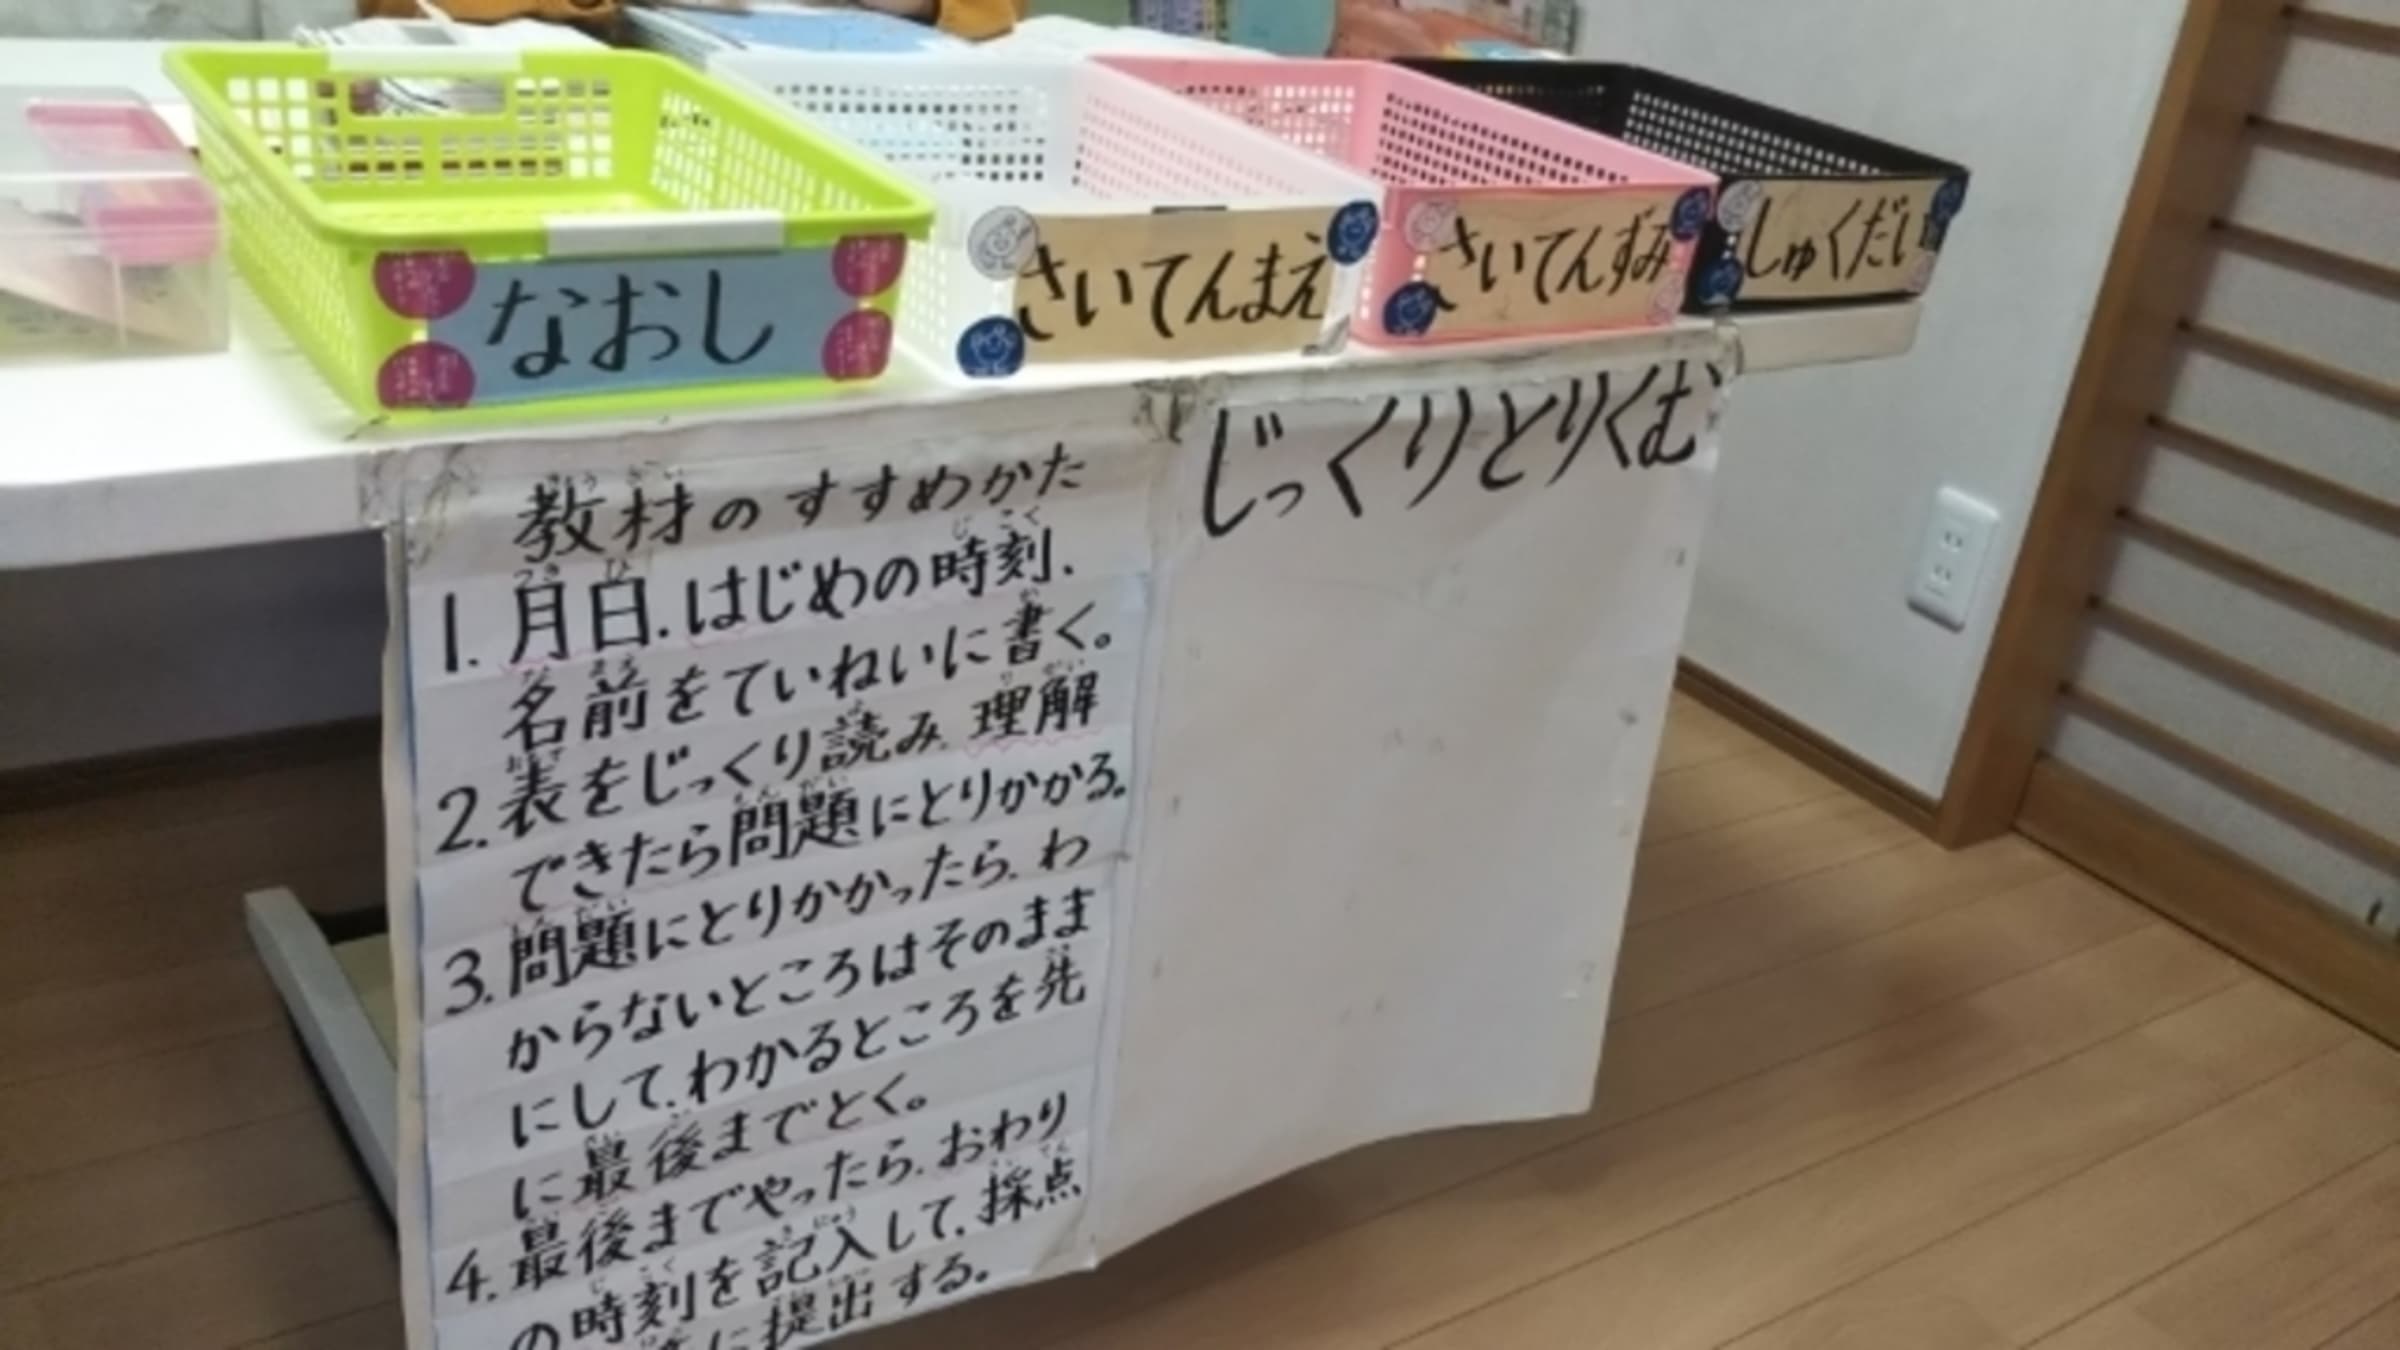 なおし
さいてんまえ
さいてんずみ
しゅくだい
じっくりとりくむ
教材のすすめかた
1. 月日、はじめの時刻、
名前をていねいに書く。
2. 表をじっくり読み、理解
できたら問題にとりかかる。
3. 問題にとりかかったら、わ
からないところはそのまま
にして、わかるところを先
に最後までとく。
4. 最後までやったら、おわり
の時刻を記入して、採点
に提出する。